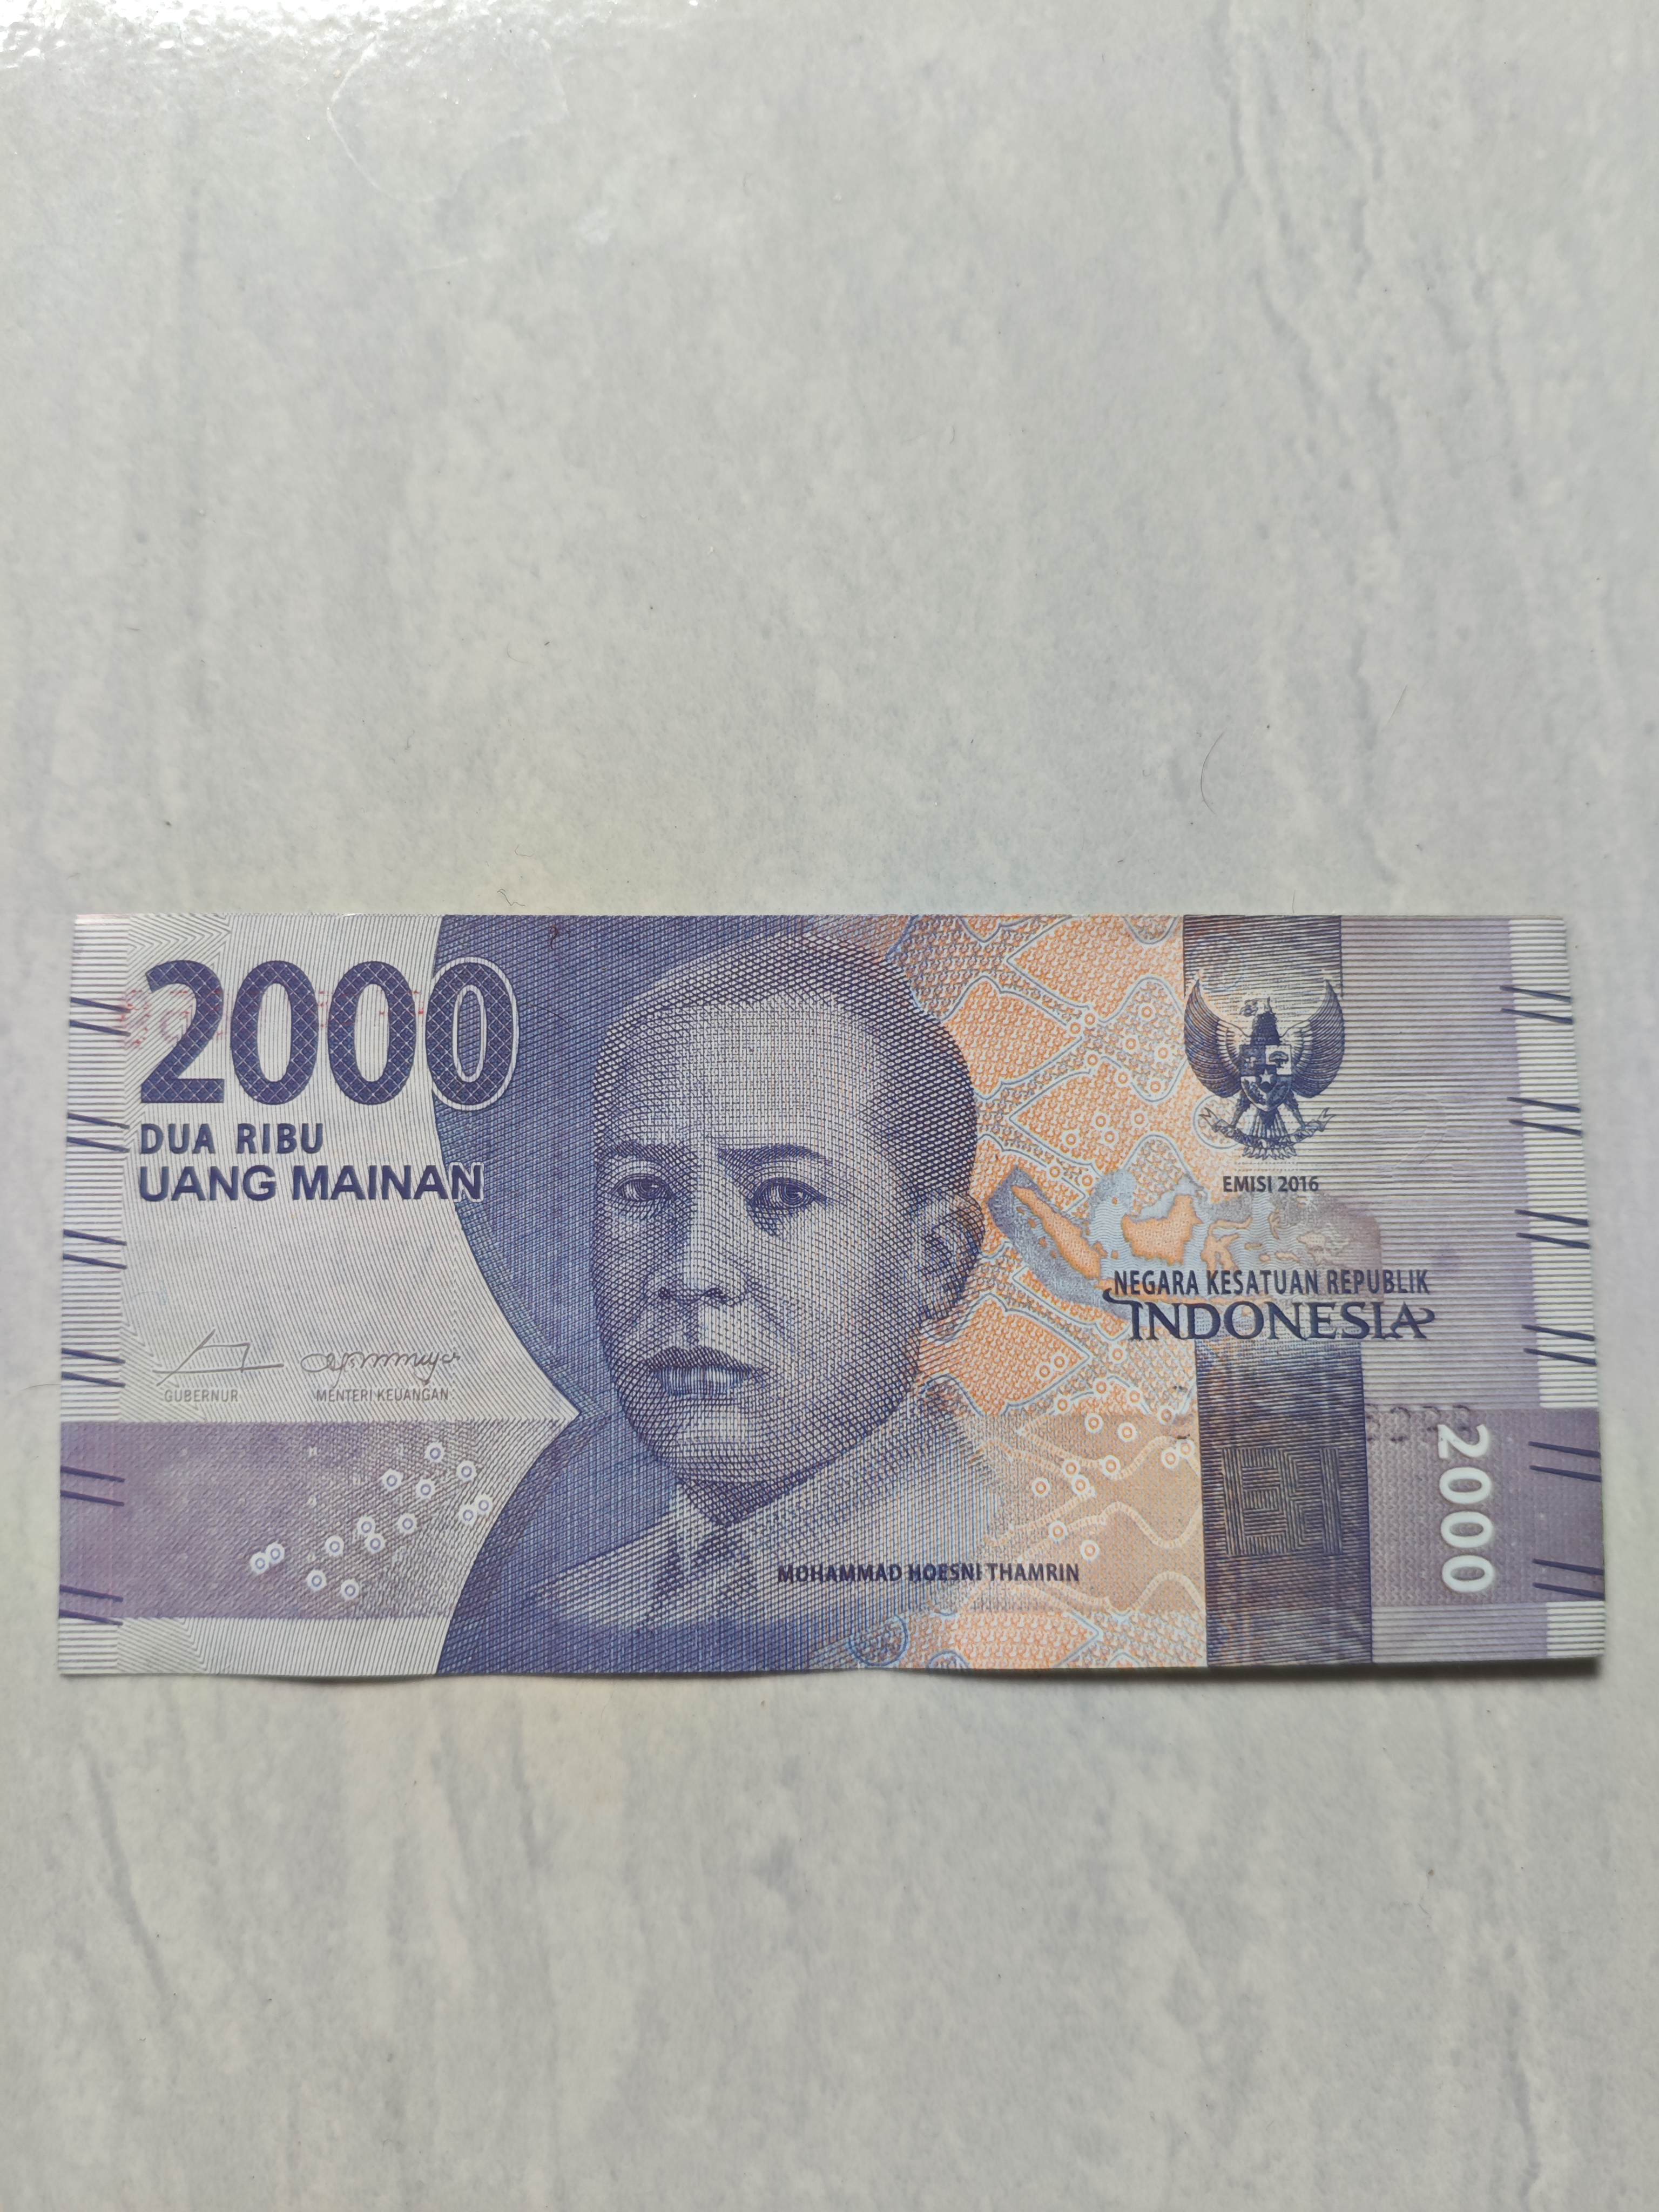 2000
DUA RIBU
UANG MAINAN
GUBERNUR
MENTERI KEUANGAN
EMISI 2016
NEGARA KESATUAN REPUBLIK
INDONESIA
MOHAMMAD HOESNI THAMRIN
2000